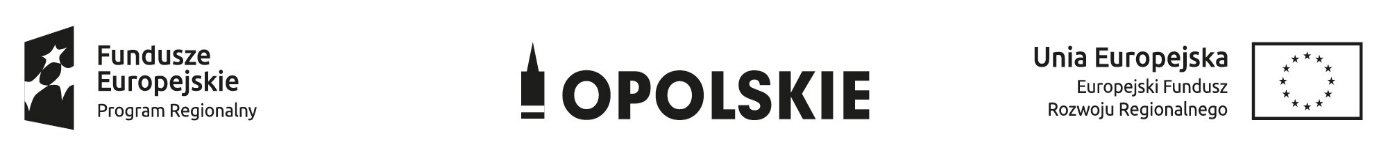 Fundusze
Europejskie
Program Regionalny
OPOLSKIE
Unia Europejska
Europejski Fundusz
Rozwoju Regionalnego